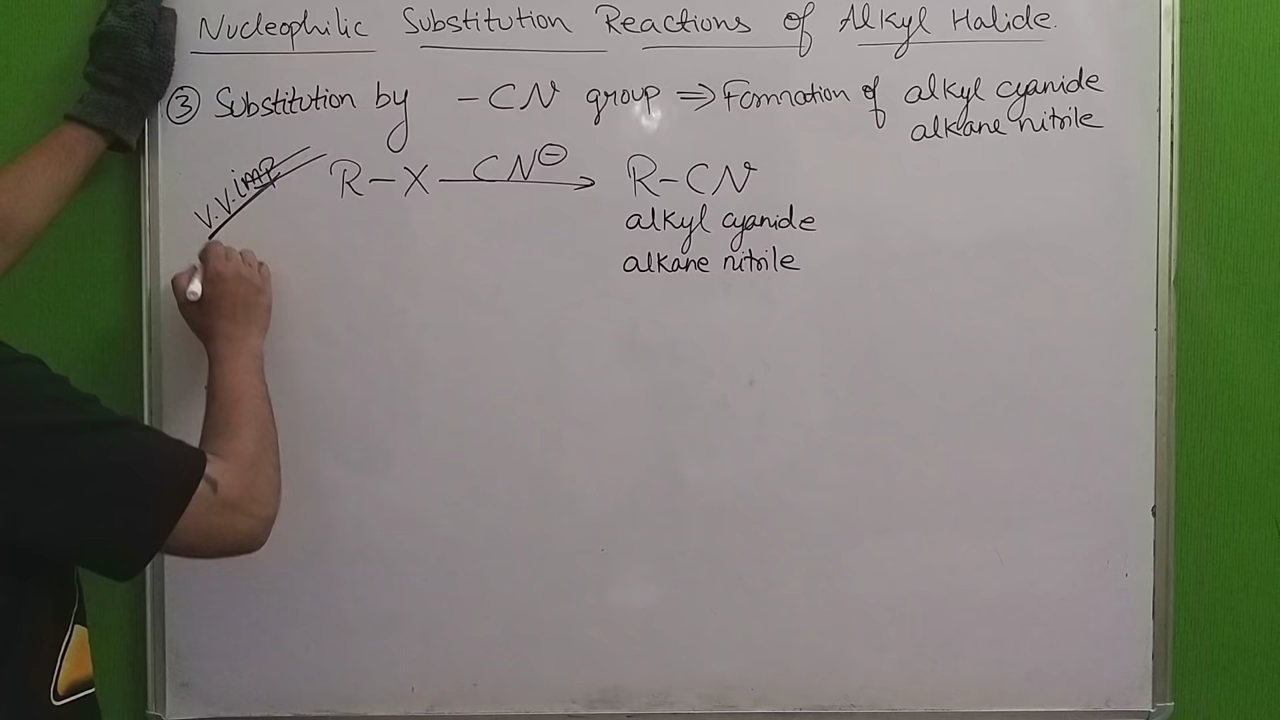 Nucleophilic Substitution Reactions of Alkyl Halide.
③ Substitution by -CN group ⇒ Formation of alkyl cyanide
alkane nitrile
V.V.imp R-X CN⊖ → R-CN
alkyl cyanide
alkane nitrile